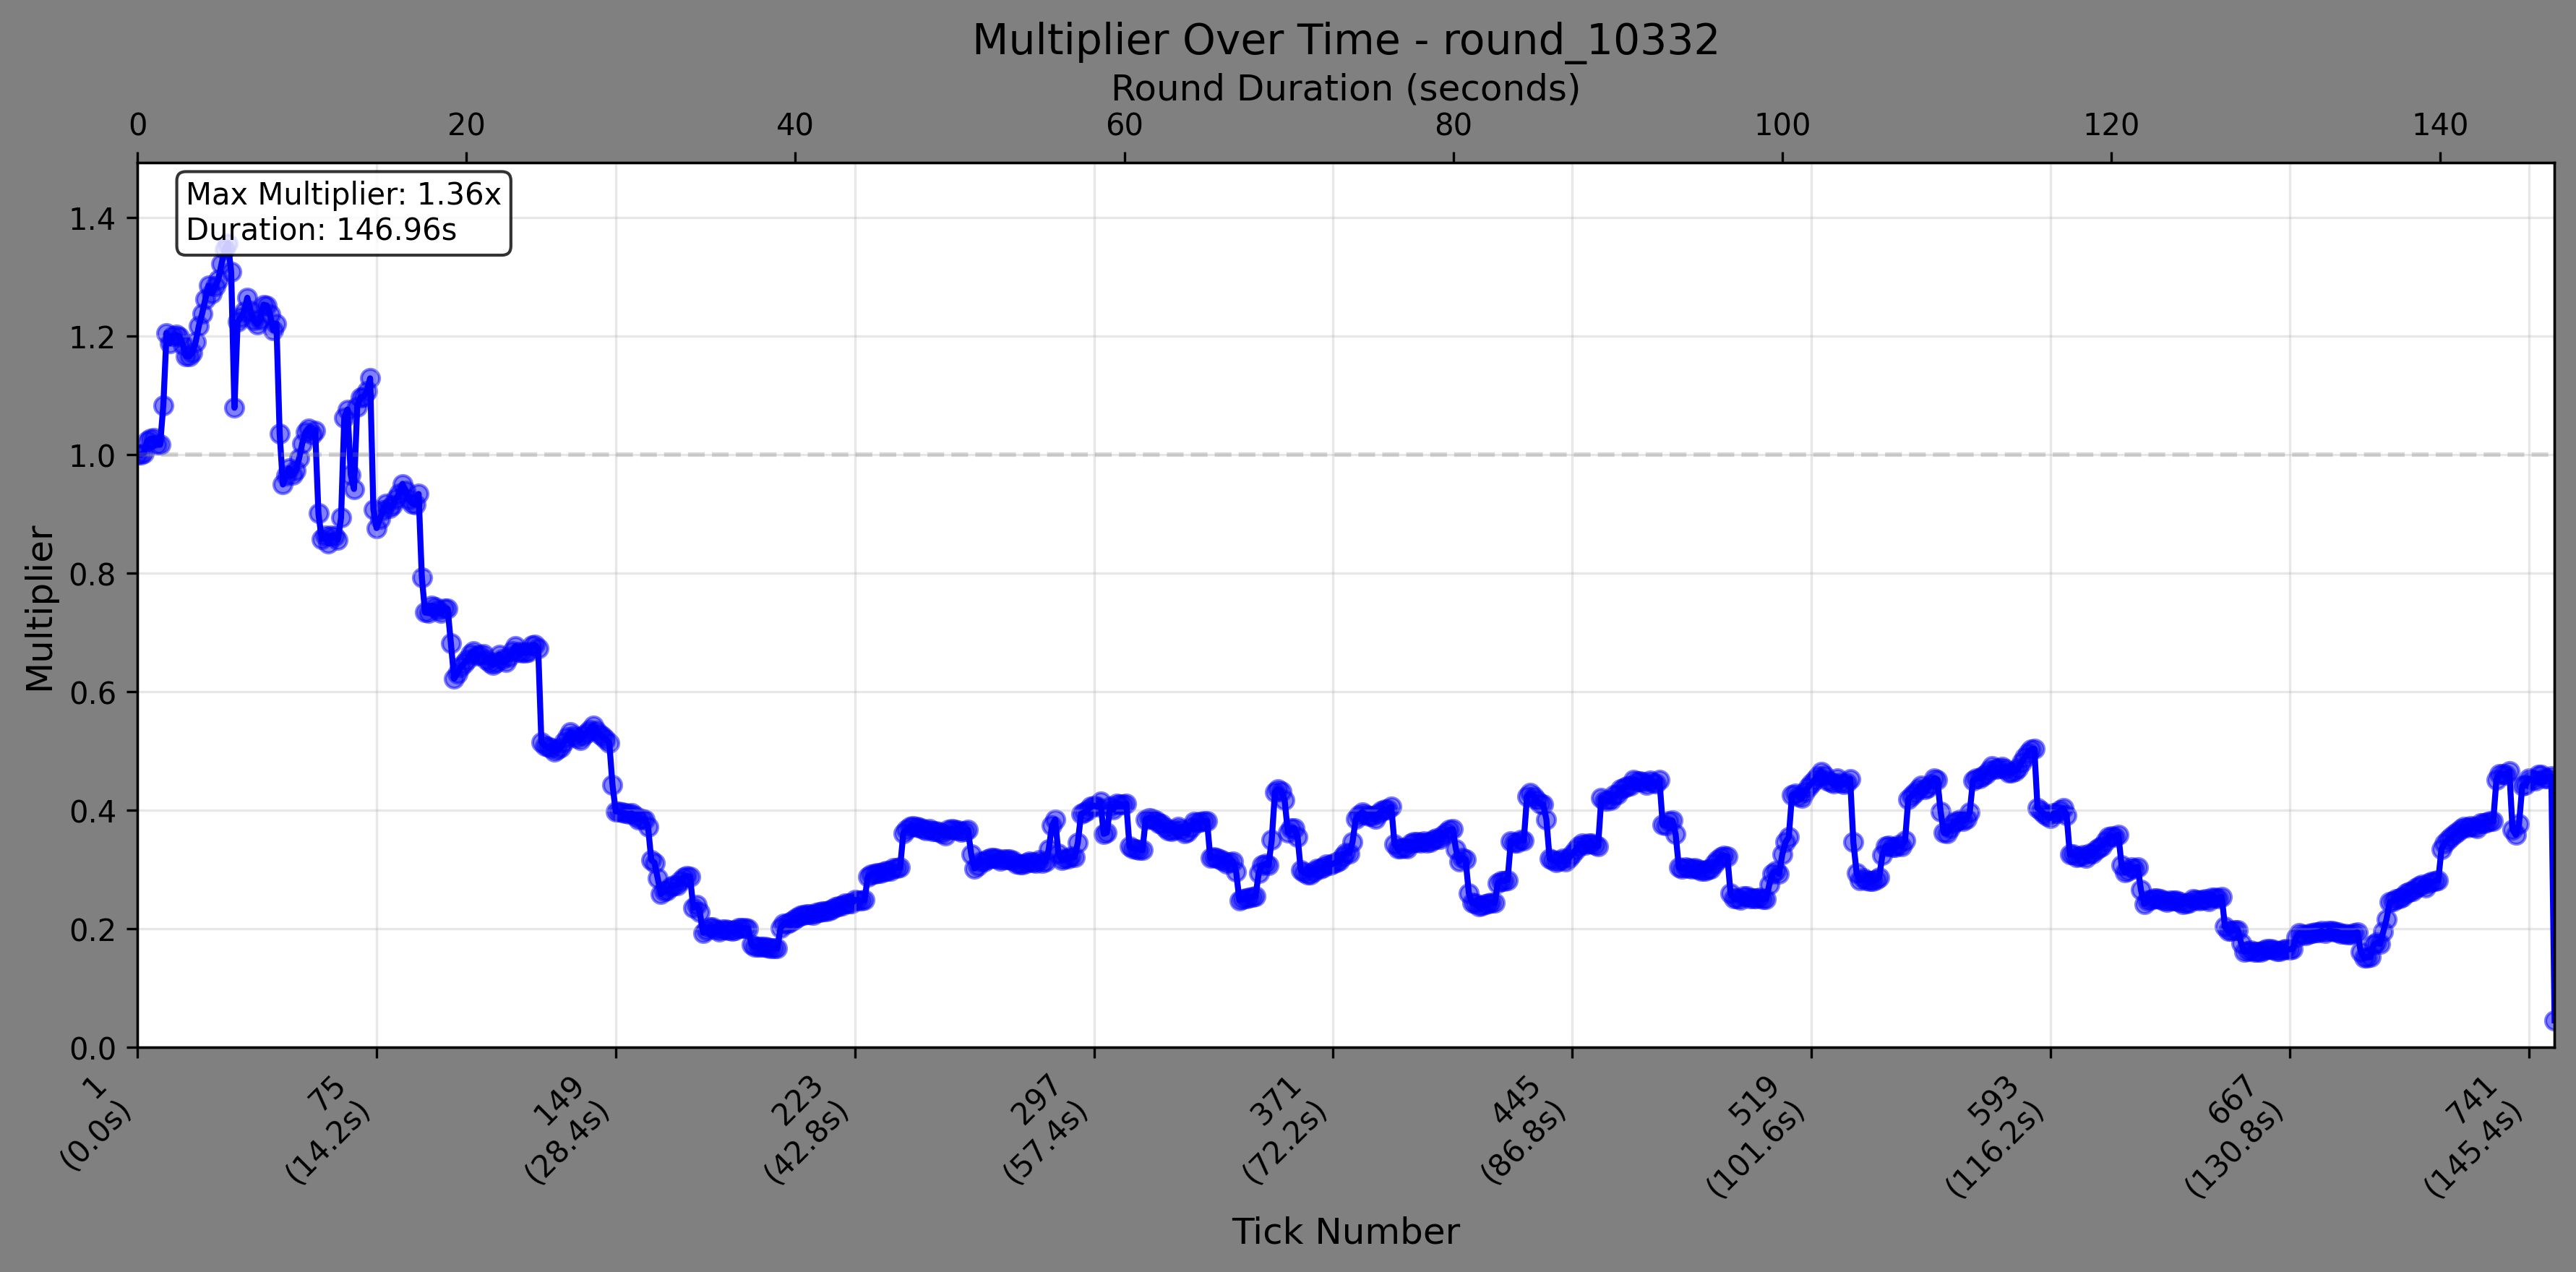 Multiplier Over Time - round_10332
Round Duration (seconds)
0 20 40 60 80 100 120 140
Max Multiplier: 1.36x
Duration: 146.96s
Multiplier
1.4
1.2
1.0
0.8
0.6
0.4
0.2
0.0
1
(0.0s)
75
(14.2s)
149
(28.4s)
223
(42.8s)
297
(57.4s)
371
(72.2s)
445
(86.8s)
519
(101.6s)
593
(116.2s)
667
(130.8s)
741
(145.4s)
Tick Number